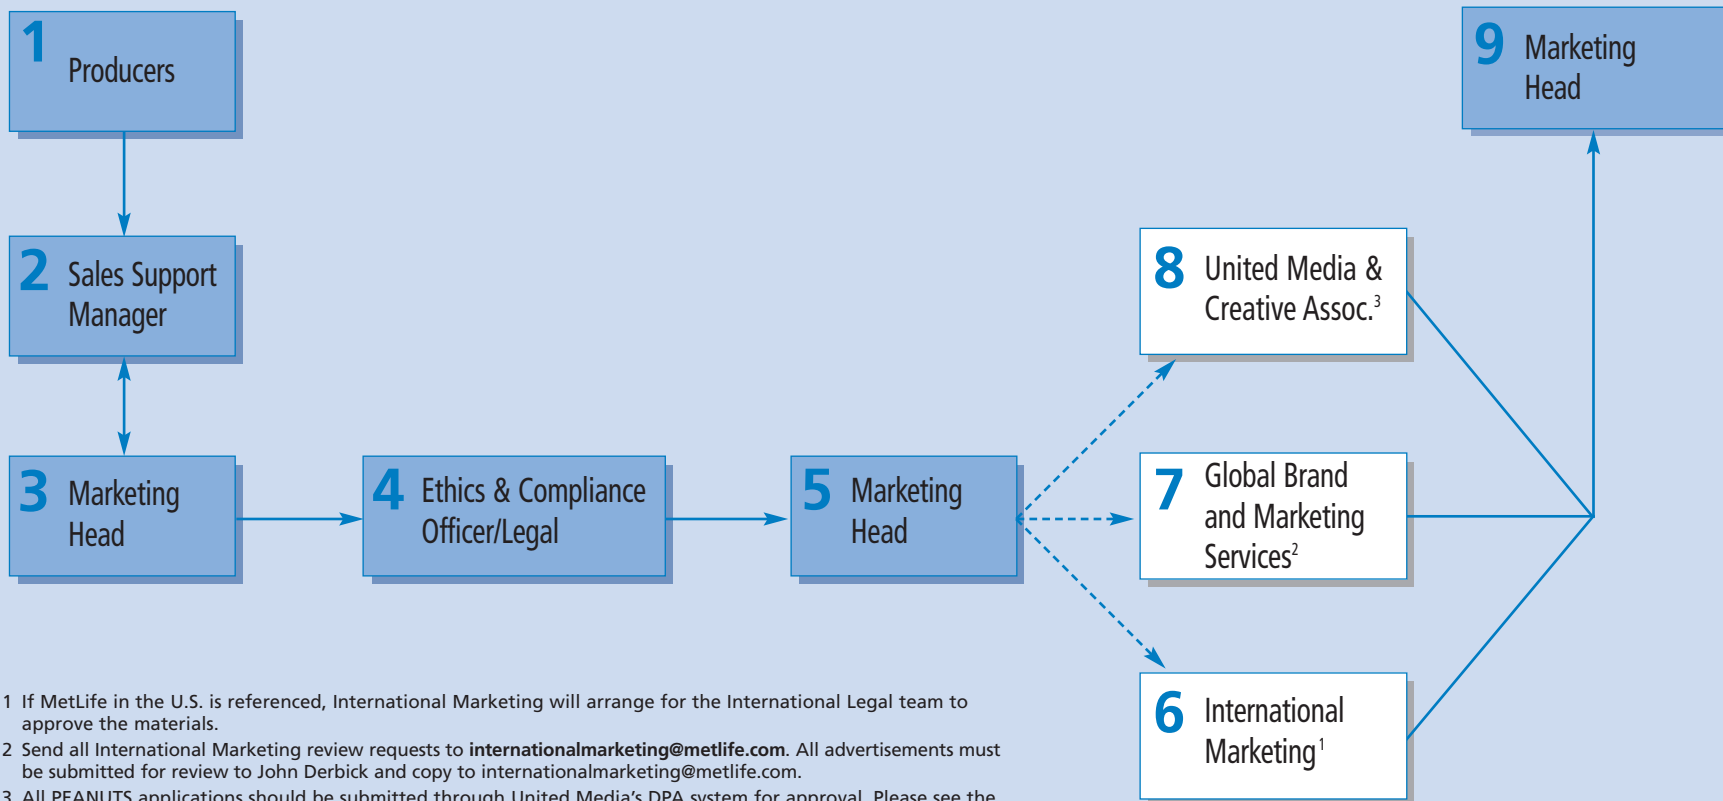 1 Producers
2 Sales Support
Manager
3 Marketing
Head
4 Ethics & Compliance
Officer/Legal
5 Marketing
Head
6 International
Marketing1
7 Global Brand
and Marketing
Services2
8 United Media &
Creative Assoc.3
9 Marketing
Head
1 If MetLife in the U.S. is referenced, International Marketing will arrange for the International Legal team to
approve the materials.
2 Send all International Marketing review requests to internationalmarketing@metlife.com. All advertisements must
be submitted for review to John Derbick and copy to internationalmarketing@metlife.com.
3 All PEANUTS applications should be submitted through United Media's DPA system for approval. Please see the